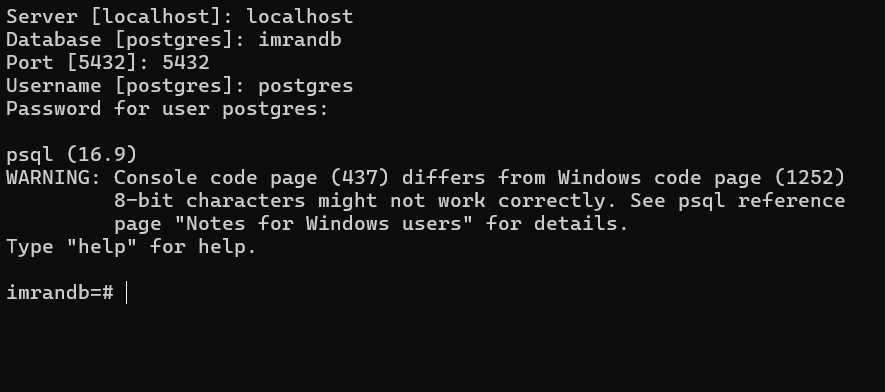 Server [localhost]: localhost
Database [postgres]: imrandb
Port [5432]: 5432
Username [postgres]: postgres
Password for user postgres:
psql (16.9)
WARNING: Console code page (437) differs from Windows code page (1252)
         8-bit characters might not work correctly. See psql reference
         page "Notes for Windows users" for details.
Type "help" for help.
imrandb=#